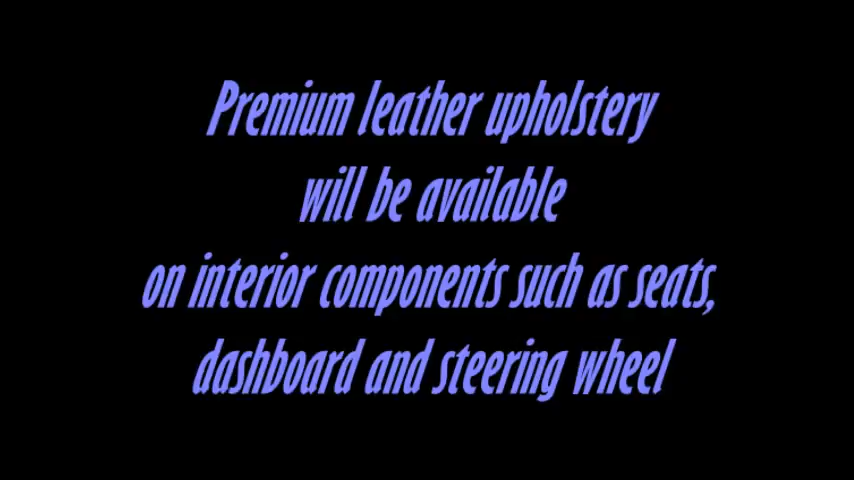 Premium leather upholstery
will be available
on interior components such as seats,
dashboard and steering wheel